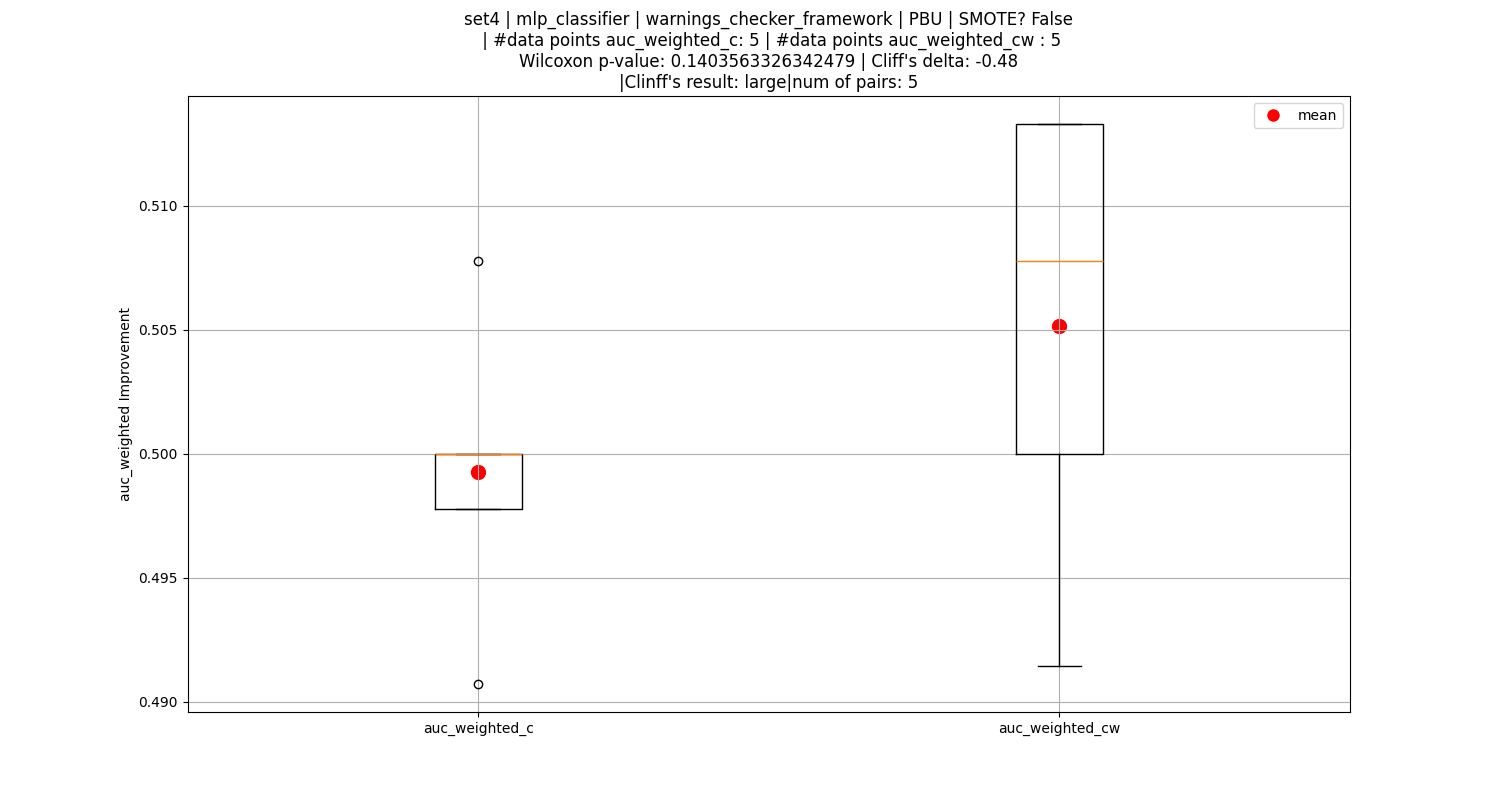 set4 | mlp_classifier | warnings_checker_framework | PBU | SMOTE? False
| #data points auc_weighted_c: 5 | #data points auc_weighted_cw : 5
Wilcoxon p-value: 0.1403563326342479 | Cliff's delta: -0.48
|Clinff's result: large|num of pairs: 5
mean
0.510
0.505
0.500
0.495
0.490
auc_weighted Improvement
auc_weighted_c
auc_weighted_cw